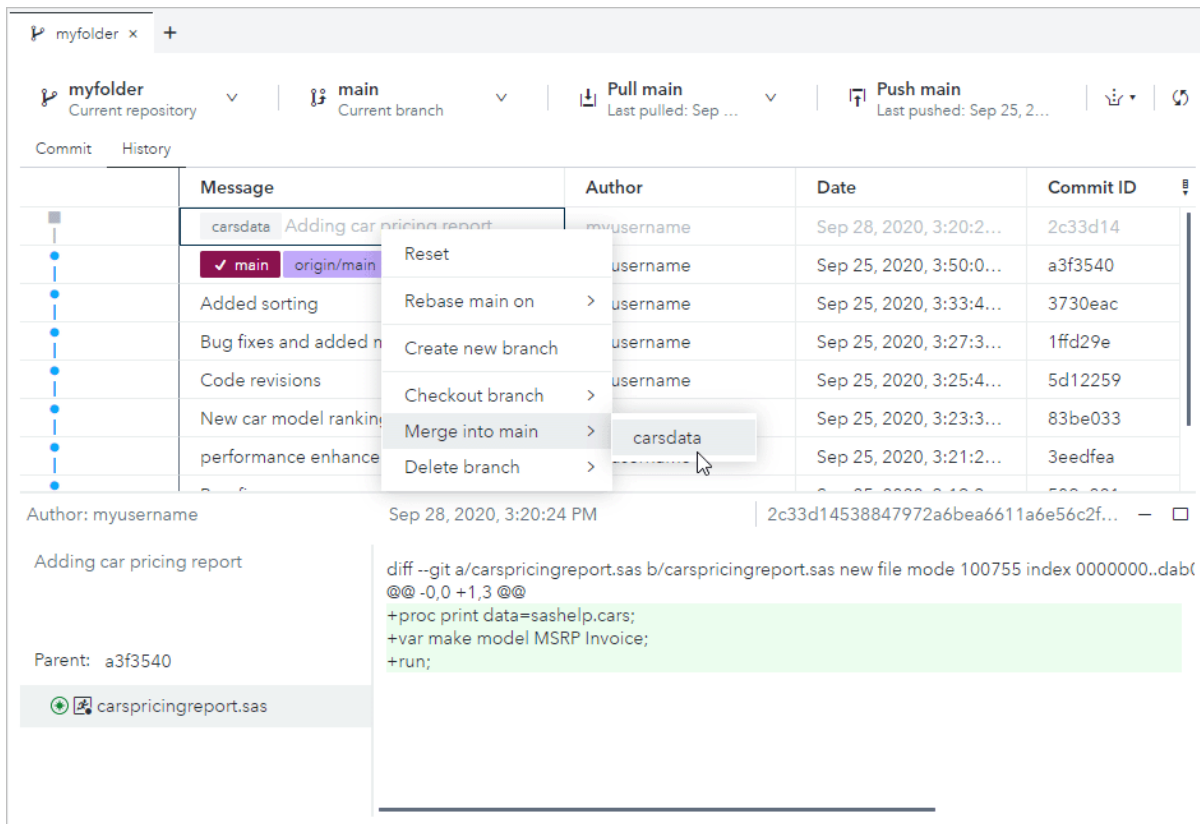 myfolder × +
myfolder main Pull main Push main
Current repository Current branch Last pulled: Sep ... Last pushed: Sep 25, 2...
Commit History
Message Author Date Commit ID
carsdata Adding car pricing report myusername Sep 28, 2020, 3:20:2... 2c33d14
main origin/main username Sep 25, 2020, 3:50:0... a3f3540
Added sorting username Sep 25, 2020, 3:33:4... 3730eac
Bug fixes and added username Sep 25, 2020, 3:27:3... 1ffd29e
Code revisions username Sep 25, 2020, 3:25:4... 5d12259
New car model ranking Sep 25, 2020, 3:23:3... 83be033
performance enhance Sep 25, 2020, 3:21:2... 3eedfea
Reset
Rebase main on >
Create new branch
Checkout branch >
Merge into main >
carsdata
Delete branch >
Author: myusername Sep 28, 2020, 3:20:24 PM 2c33d14538847972a6bea6611a6e56c2f...
Adding car pricing report
Parent: a3f3540
carspricingreport.sas
diff --git a/carspricingreport.sas b/carspricingreport.sas new file mode 100755 index 0000000..dab0
@@ -0,0 +1,3 @@
+proc print data=sashelp.cars;
+var make model MSRP Invoice;
+run;